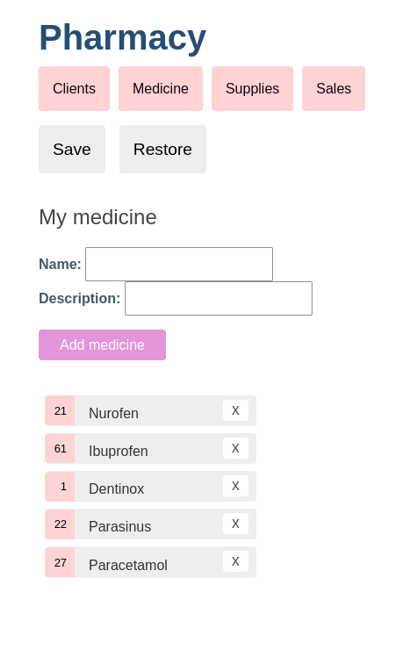 Pharmacy
Clients Medicine Supplies Sales
Save Restore
My medicine
Name:
Description:
Add medicine
21 Nurofen x
61 Ibuprofen x
1 Dentinox x
22 Parasinus x
27 Paracetamol x